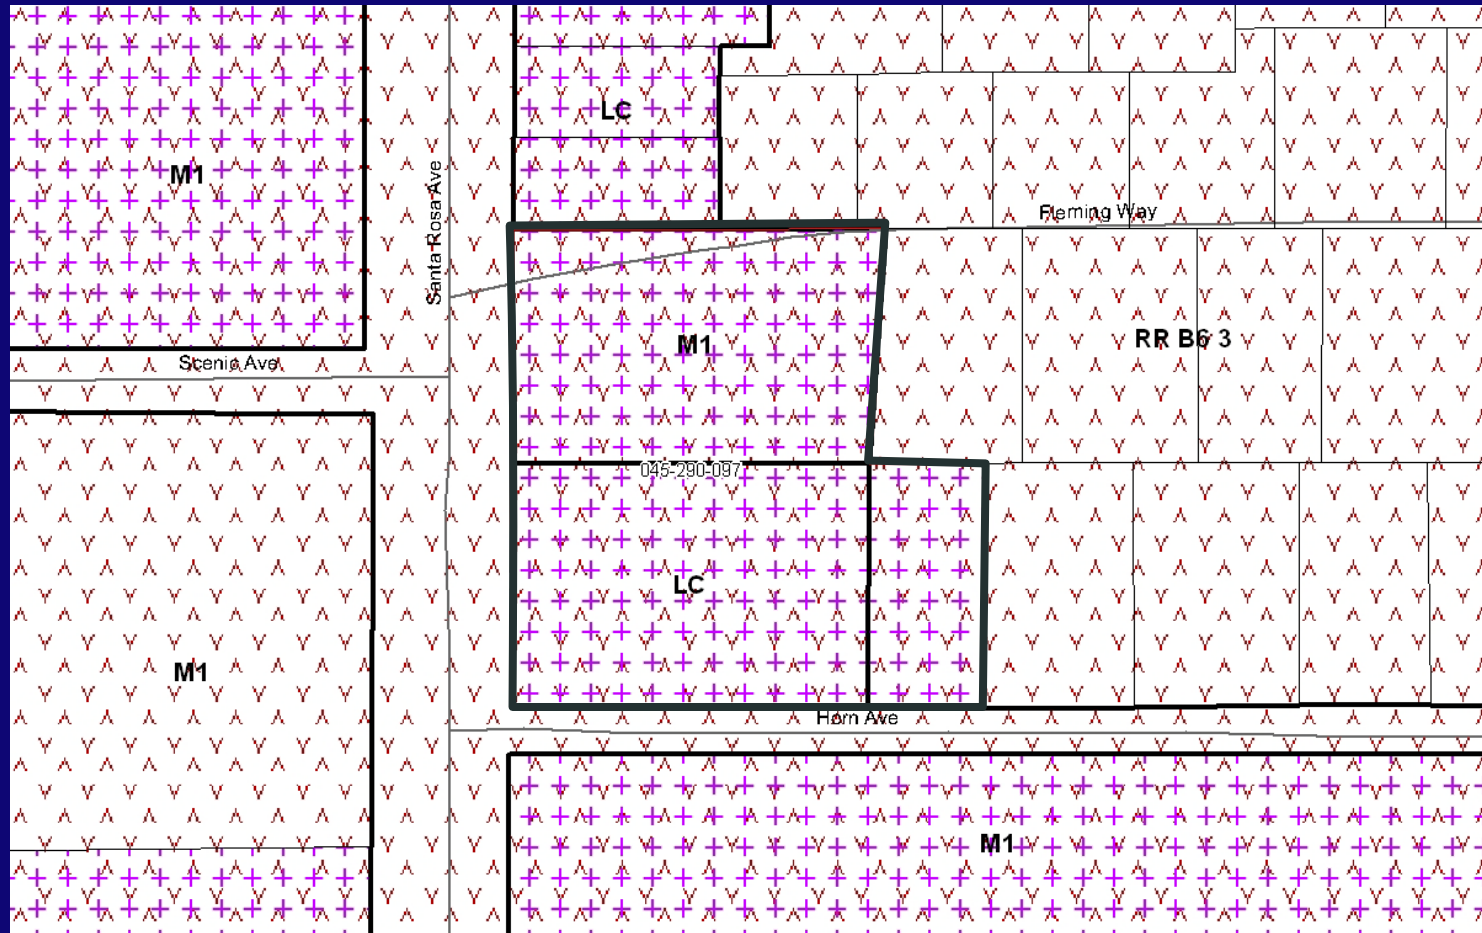 LC
M1
Santa Rosa Ave
Fleming Way
M1
RR B6 3
Scenic Ave
045-290-097
LC
M1
Horn Ave
M1